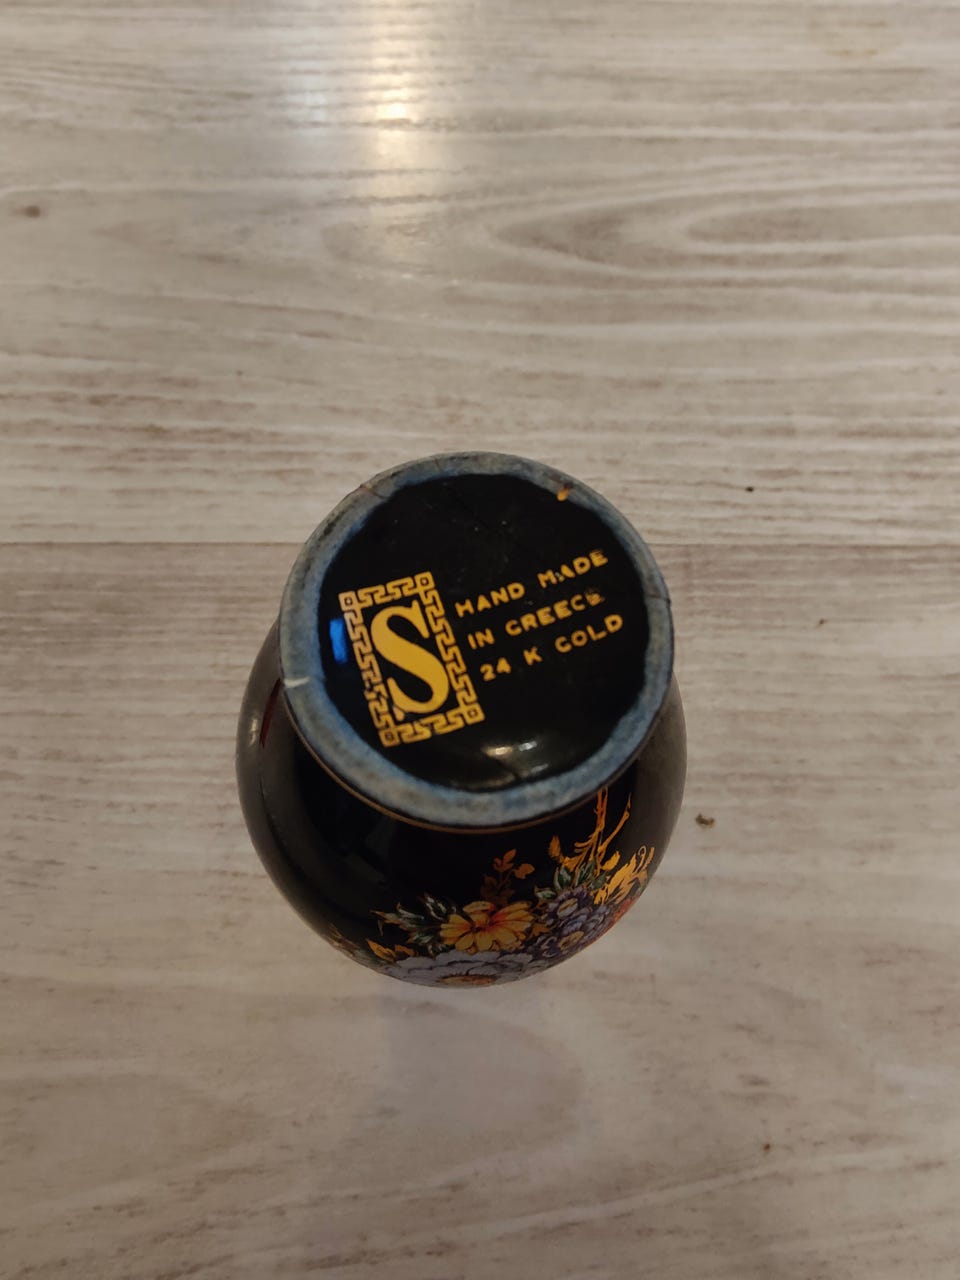 S
HAND MADE
IN GREECE
24 K GOLD